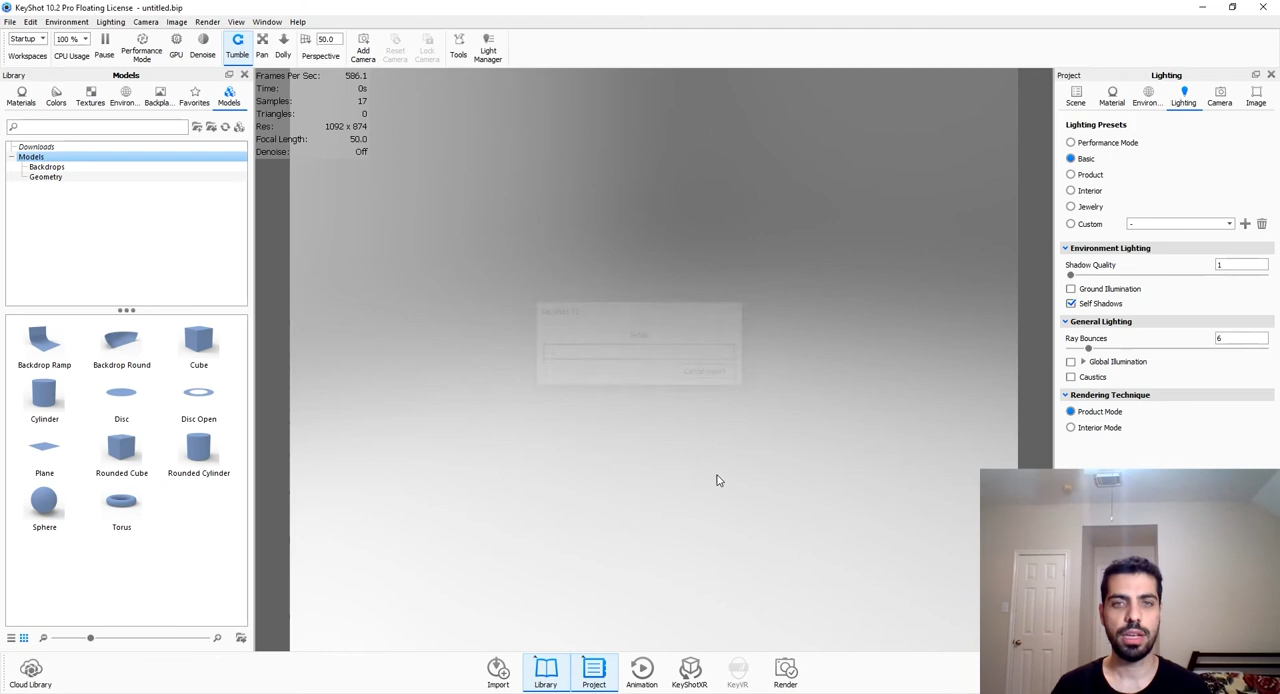 KeyShot 10.2 Pro Floating License - untitled.bip
File Edit Environment Lighting Camera Image Render View Window Help
Startup 100 % 50.0
Workspaces CPU Usage Pause Performance Mode GPU Denoise Tumble Pan Dolly Perspective Add Camera Reset Camera Lock Camera Tools Light Manager
Library Models
Materials Colors Textures Environ... Backpla... Favorites Models
Downloads
Models
Backdrops
Geometry
Backdrop Ramp Backdrop Round Cube
Cylinder Disc Disc Open
Plane Rounded Cube Rounded Cylinder
Sphere Torus
Frames Per Sec: 586.1
Time: 0s
Samples: 17
Triangles: 0
Res: 1092 x 874
Focal Length: 50.0
Denoise: Off
Cancel Import
Project Lighting
Scene Material Environ... Lighting Camera Image
Lighting Presets
Performance Mode
Basic
Product
Interior
Jewelry
Custom -
Environment Lighting
Shadow Quality 1
Ground Illumination
Self Shadows
General Lighting
Ray Bounces 6
Global Illumination
Caustics
Rendering Technique
Product Mode
Interior Mode
Cloud Library Import Library Project Animation KeyShotXR KeyVR Render